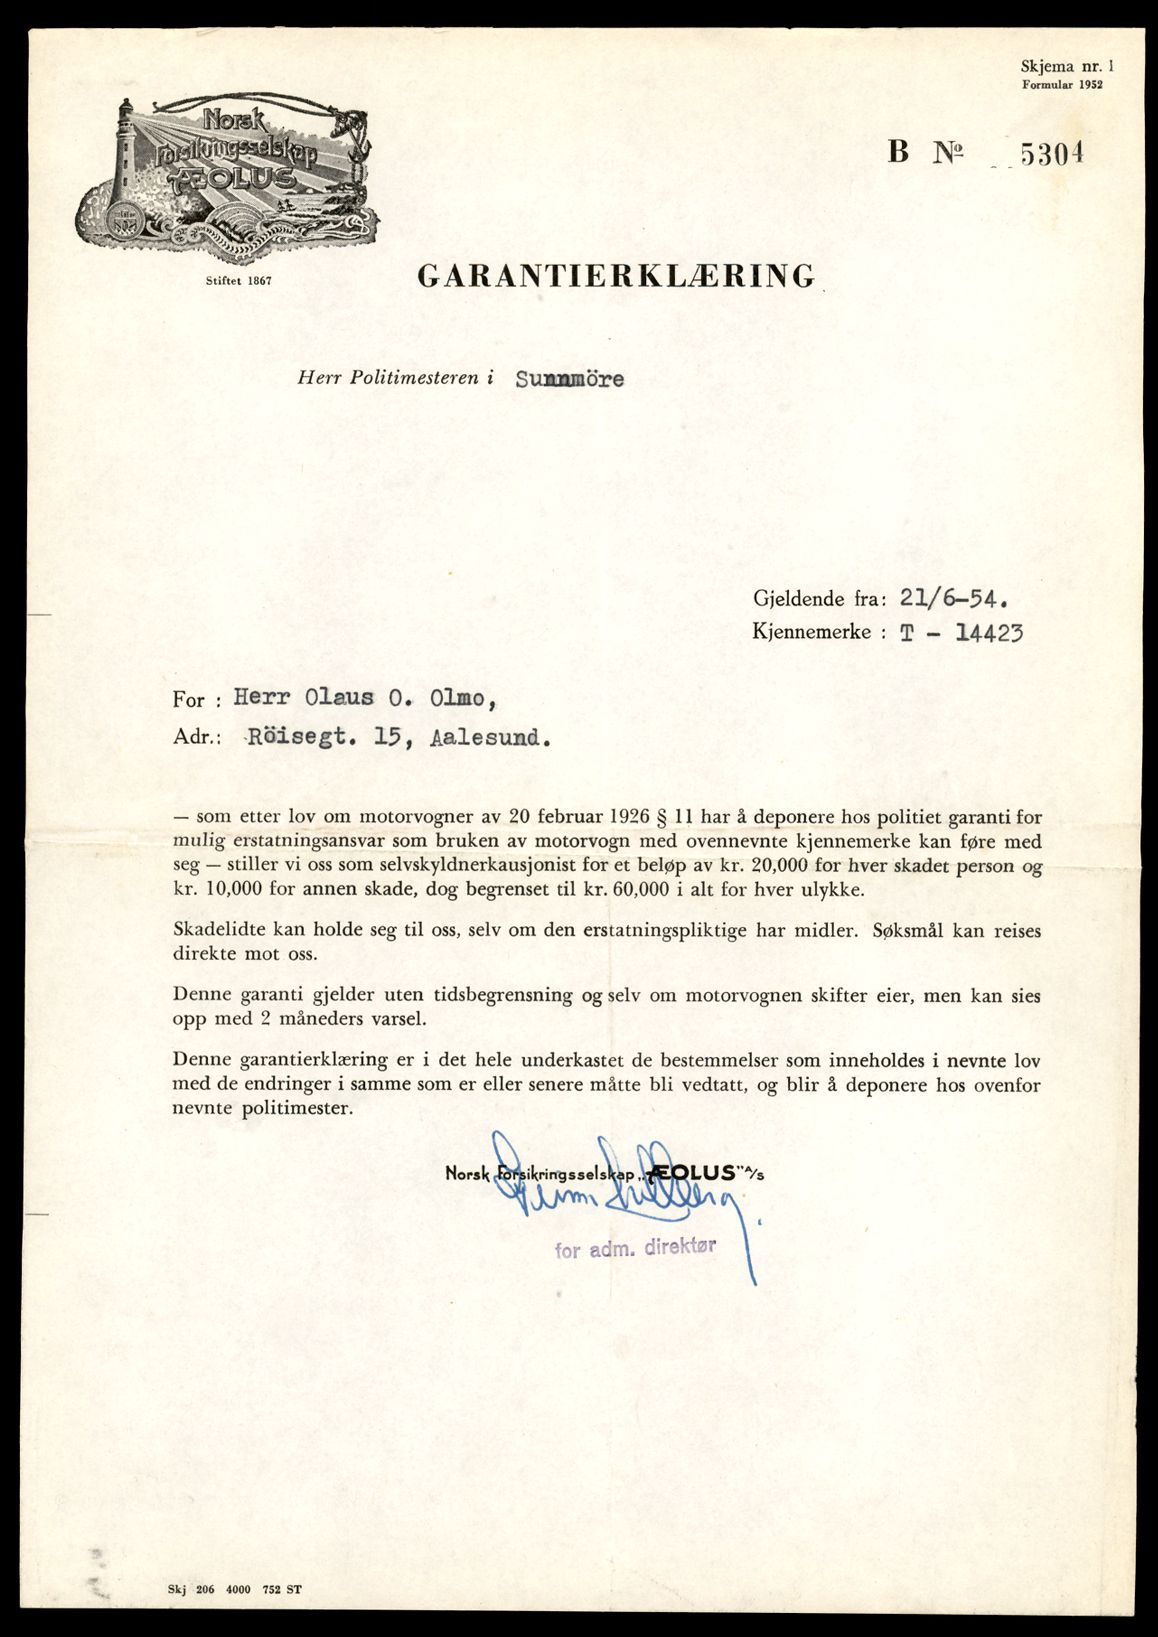 Skjema nr. 1
Formular 1952
Norsk
Forsikringsselskap
ÆOLUS
Stiftet 1867
B № 5304
GARANTIERKLÆRING
Herr Politimesteren i Sunnmöre
Gjeldende fra: 21/6-54.
Kjennemerke : T - 14423
For : Herr Olaus O. Olmo,
Adr.: Röisegt. 15, Aalesund.
— som etter lov om motorvogner av 20 februar 1926 § 11 har å deponere hos politiet garanti for
mulig erstatningsansvar som bruken av motorvogn med ovennevnte kjennemerke kan føre med
seg — stiller vi oss som selvskyldnerkausjonist for et beløp av kr. 20,000 for hver skadet person og
kr. 10,000 for annen skade, dog begrenset til kr. 60,000 i alt for hver ulykke.
Skadelidte kan holde seg til oss, selv om den erstatningspliktige har midler. Søksmål kan reises
direkte mot oss.
Denne garanti gjelder uten tidsbegrensning og selv om motorvognen skifter eier, men kan sies
opp med 2 måneders varsel.
Denne garantierklæring er i det hele underkastet de bestemmelser som inneholdes i nevnte lov
med de endringer i samme som er eller senere måtte bli vedtatt, og blir å deponere hos ovenfor
nevnte politimester.
Norsk Forsikringsselskap „ÆOLUS" A/S
for adm. direktør
Skj 206 4000 752 ST